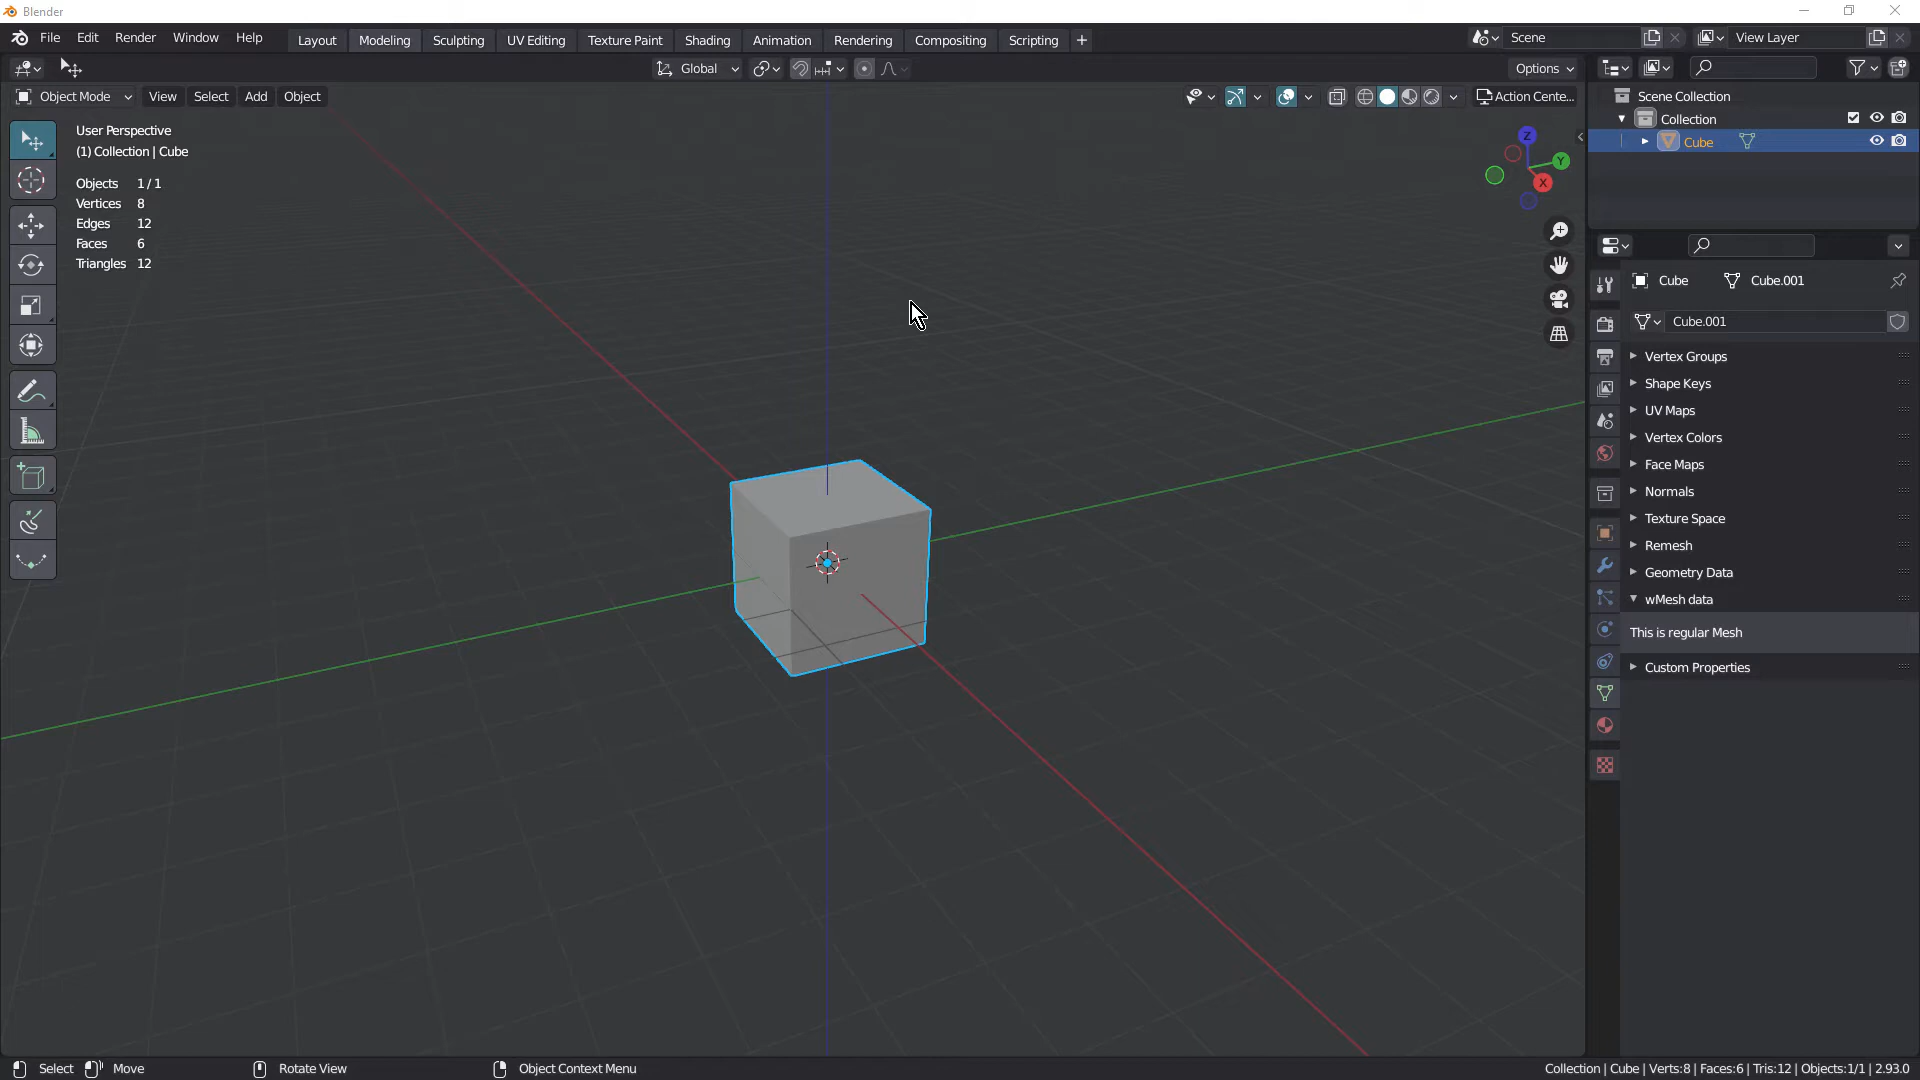 Blender
File Edit Render Window Help Layout Modeling Sculpting UV Editing Texture Paint Shading Animation Rendering Compositing Scripting + Scene View Layer
Global Options
Object Mode View Select Add Object Action Cente...
User Perspective
(1) Collection | Cube
Objects 1 / 1
Vertices 8
Edges 12
Faces 6
Triangles 12
Z
Y
X
Scene Collection
Collection
Cube
Cube Cube.001
Cube.001
Vertex Groups
Shape Keys
UV Maps
Vertex Colors
Face Maps
Normals
Texture Space
Remesh
Geometry Data
wMesh data
This is regular Mesh
Custom Properties
Select Move Rotate View Object Context Menu Collection | Cube | Verts:8 | Faces:6 | Tris:12 | Objects:1/1 | 2.93.0